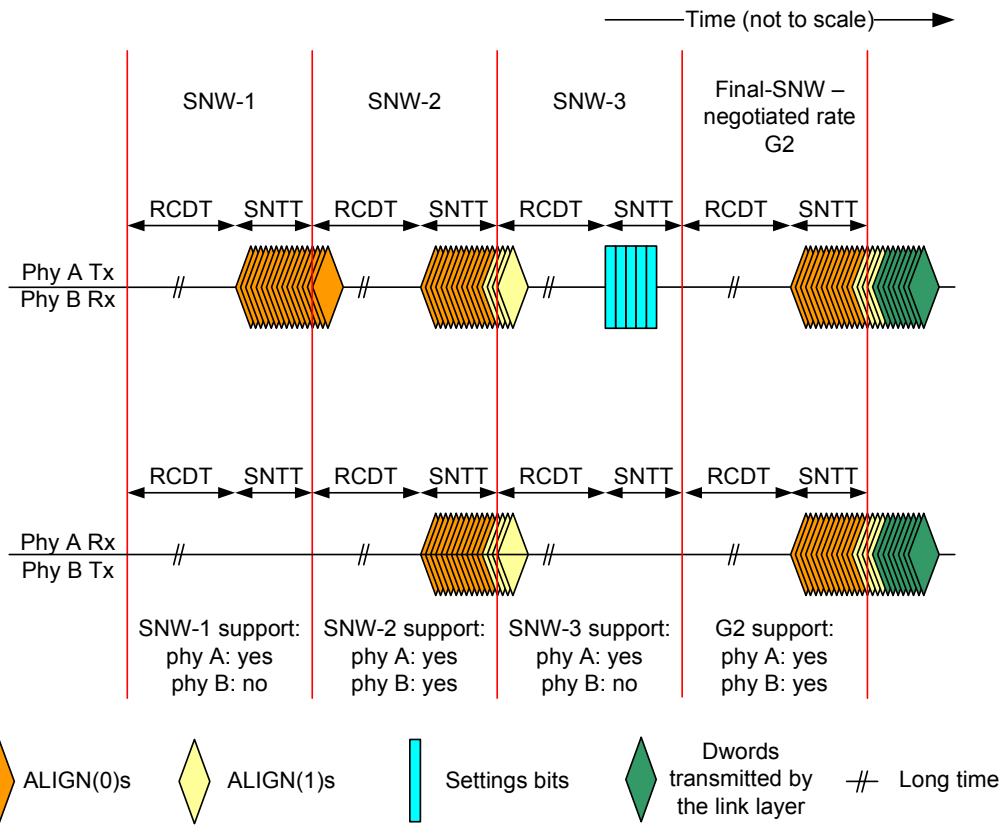 Time (not to scale)
SNW-1
SNW-2
SNW-3
Final-SNW –
negotiated rate
G2
RCDT
SNTT
RCDT
SNTT
RCDT
SNTT
RCDT
SNTT
Phy A Tx
Phy B Rx
RCDT
SNTT
RCDT
SNTT
RCDT
SNTT
RCDT
SNTT
Phy A Rx
Phy B Tx
SNW-1 support:
phy A: yes
phy B: no
SNW-2 support:
phy A: yes
phy B: yes
SNW-3 support:
phy A: yes
phy B: no
G2 support:
phy A: yes
phy B: yes
ALIGN(0)s
ALIGN(1)s
Settings bits
Dwords
transmitted by
the link layer
Long time